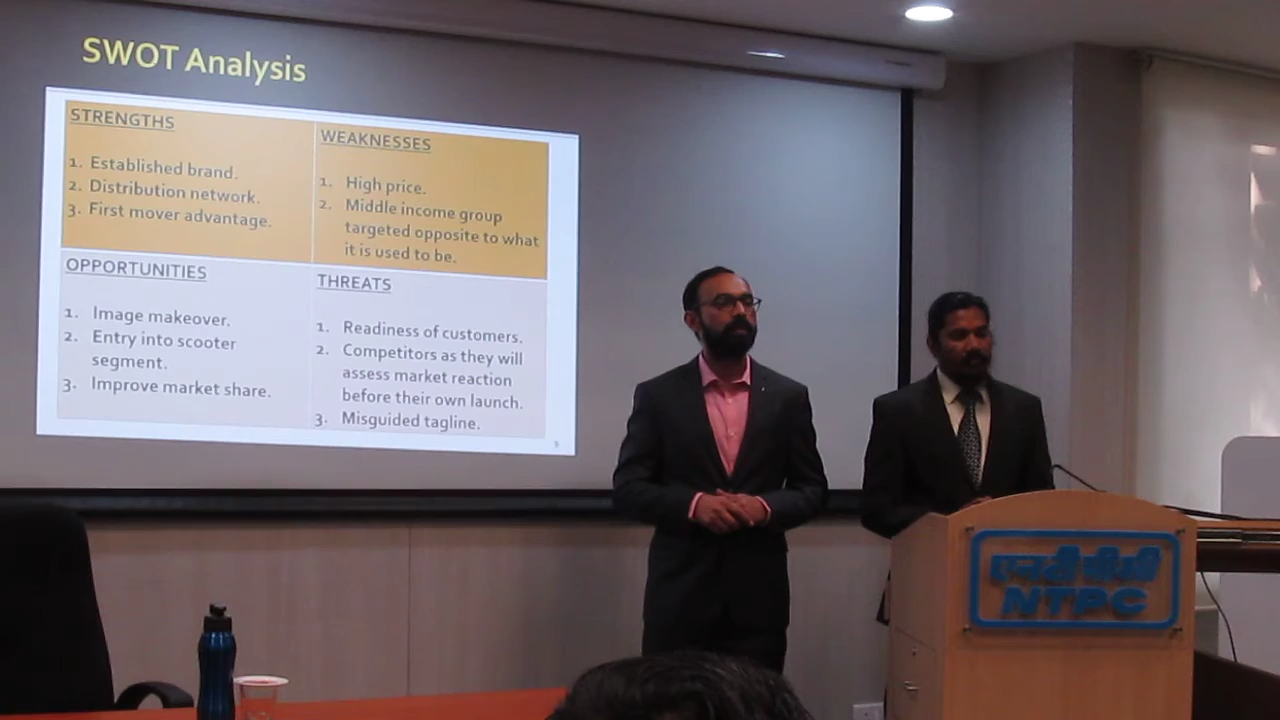 SWOT Analysis
STRENGTHS
1. Established brand.
2. Distribution network.
3. First mover advantage.
WEAKNESSES
1. High price.
2. Middle income group
targeted opposite to what
it is used to be.
OPPORTUNITIES
1. Image makeover.
2. Entry into scooter
segment.
3. Improve market share.
THREATS
1. Readiness of customers.
2. Competitors as they will
assess market reaction
before their own launch.
3. Misguided tagline.
9
एनटीपीसी
NTPC